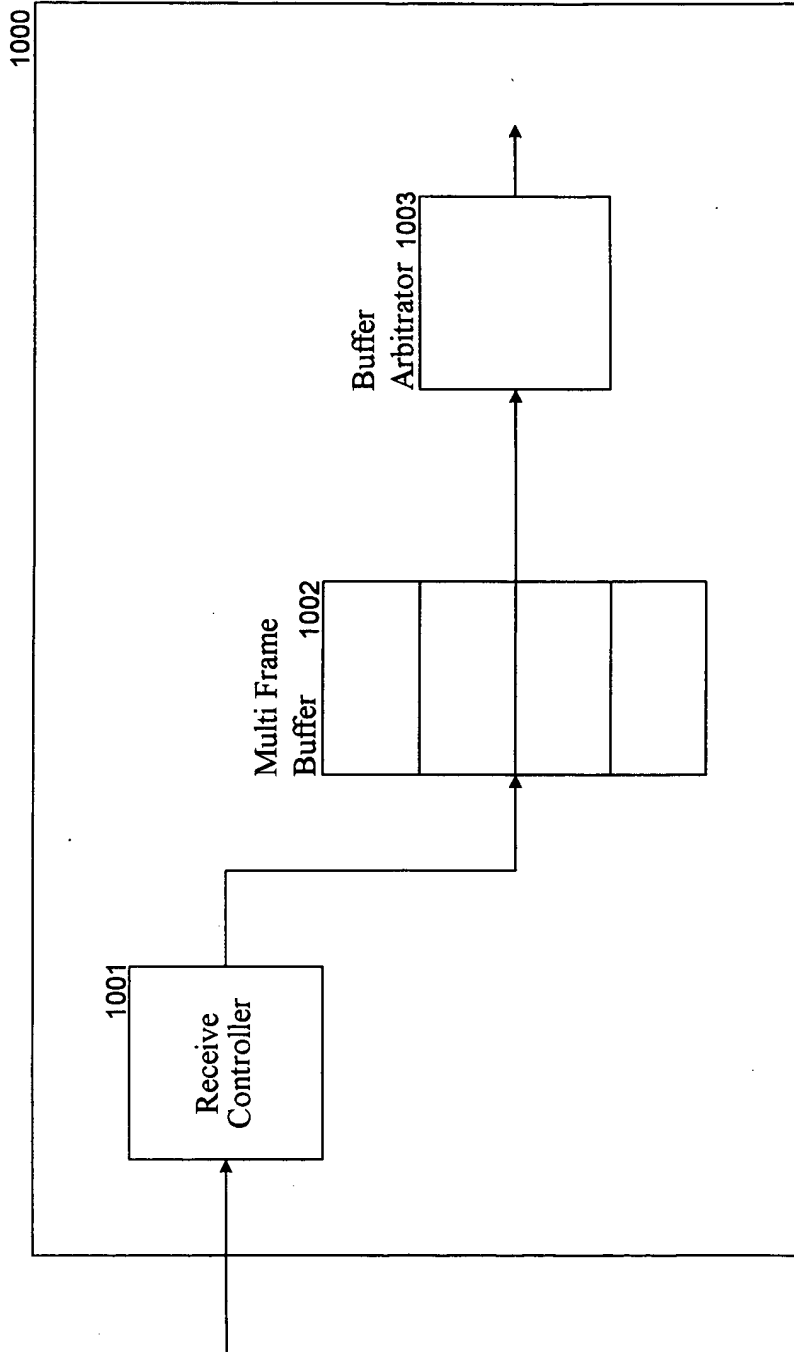 1000
1001
Receive
Controller
Multi Frame
Buffer 1002
Buffer
Arbitrator 1003